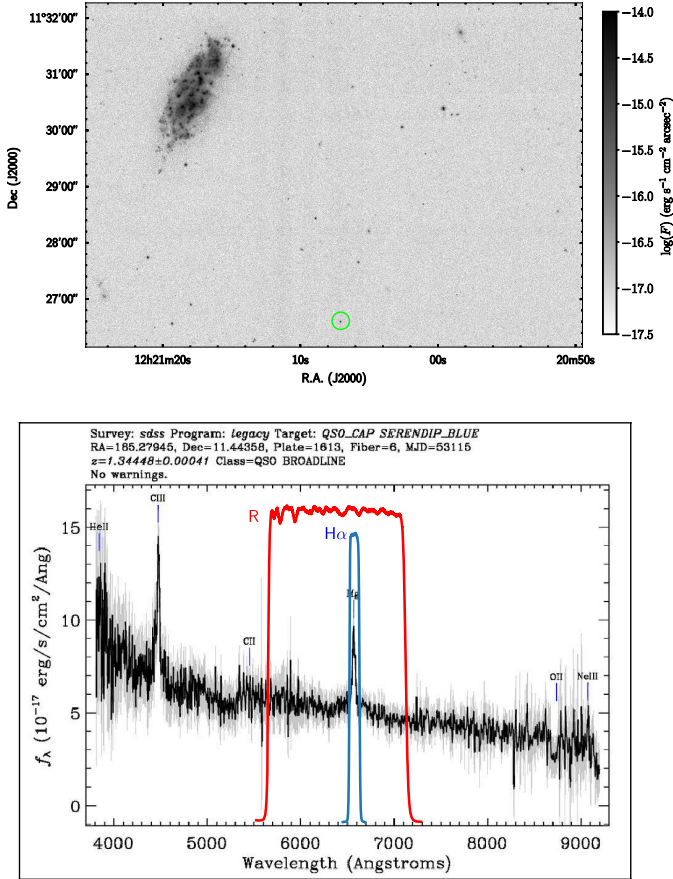 11°32'00"
31'00"
30'00"
29'00"
28'00"
27'00"
Dec (J2000)
12h21m20s
10s
00s
20m50s
R.A. (J2000)
−14.0
−14.5
−15.0
−15.5
−16.0
−16.5
−17.0
−17.5
log(F) (erg s⁻¹ cm⁻² arcsec⁻²)
Survey: sdss Program: legacy Target: QSO_CAP SERENDIP_BLUE
RA=185.27945, Dec=11.44358, Plate=1613, Fiber=6, MJD=53115
z=1.34448±0.00041 Class=QSO BROADLINE
No warnings.
HeII
CIII
R
Hα
Mg
CII
OII
NeIII
15
10
5
0
f_λ (10⁻¹⁷ erg/s/cm²/Ang)
4000
5000
6000
7000
8000
9000
Wavelength (Angstroms)